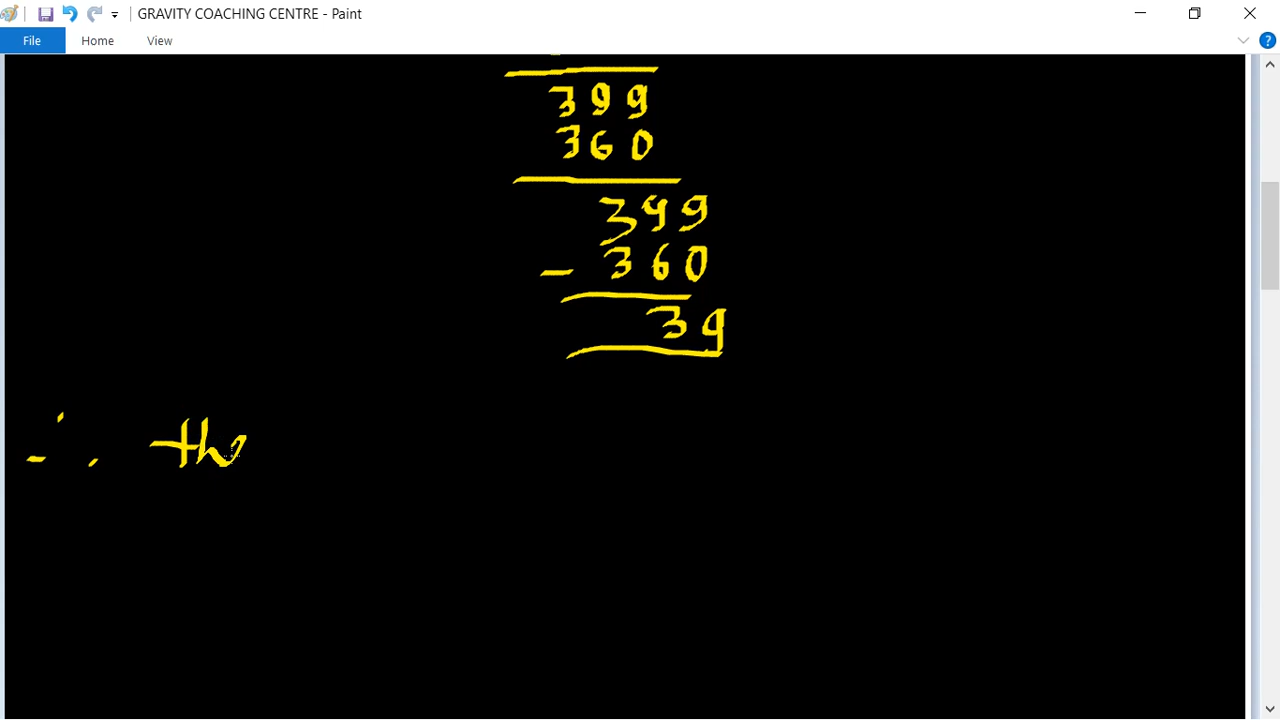 GRAVITY COACHING CENTRE - Paint
File Home View
399
360
399
- 360
39
∴ the